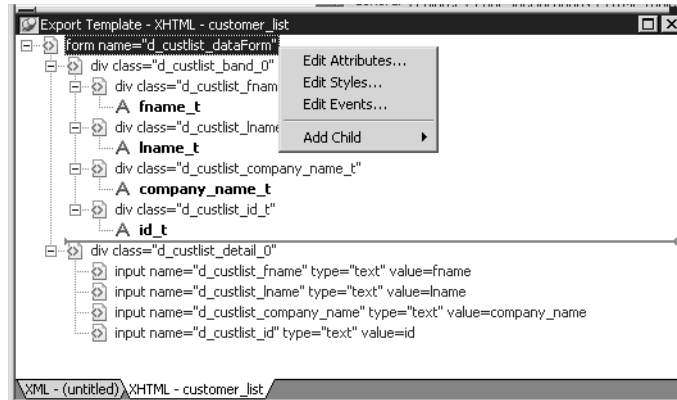 Export Template - XHTML - customer_list
form name="d_custlist_dataForm"
div class="d_custlist_band_0"
Edit Attributes...
div class="d_custlist_fnam
Edit Styles...
fname_t
Edit Events...
div class="d_custlist_lname
lname_t
Add Child
div class="d_custlist_company_name_t"
company_name_t
div class="d_custlist_id_t"
id_t
div class="d_custlist_detail_0"
input name="d_custlist_fname" type="text" value=fname
input name="d_custlist_lname" type="text" value=lname
input name="d_custlist_company_name" type="text" value=company_name
input name="d_custlist_id" type="text" value=id
XML - (untitled) XHTML - customer_list